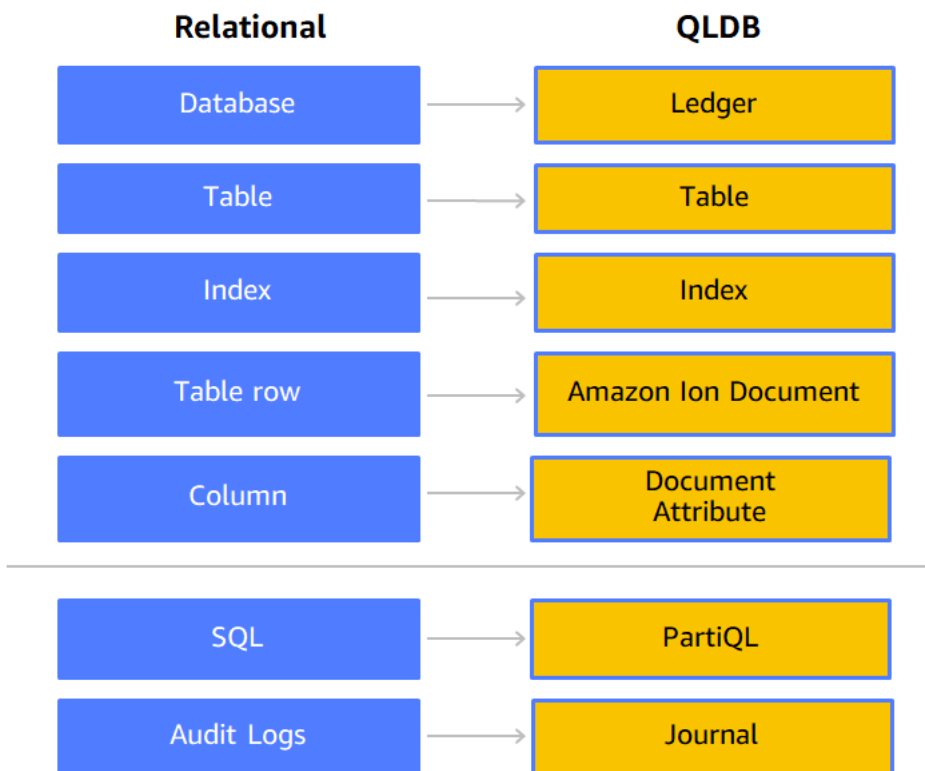 Relational QLDB
Database Ledger
Table Table
Index Index
Table row Amazon Ion Document
Column Document
Attribute
SQL PartiQL
Audit Logs Journal